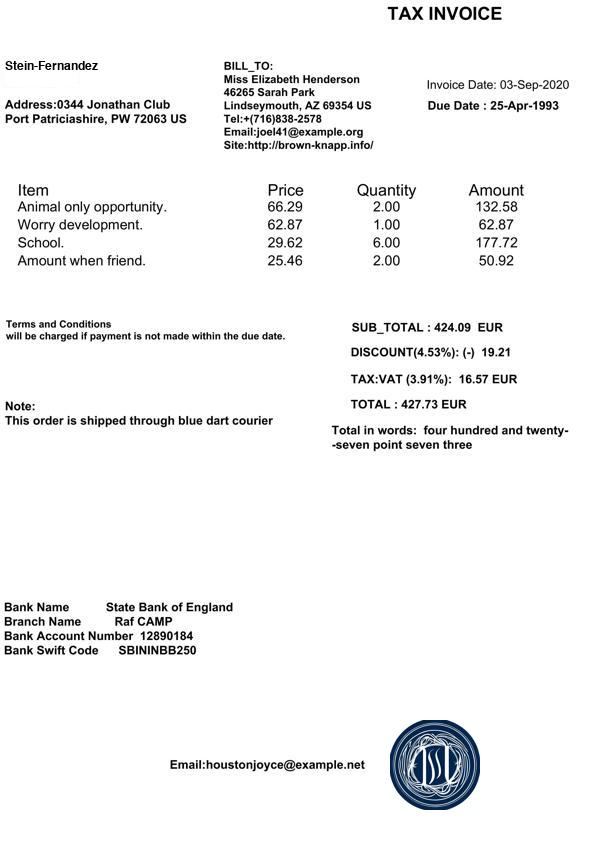 TAX INVOICE
Stein-Fernandez
Address:0344 Jonathan Club
Port Patriciashire, PW 72063 US
BILL_TO:
Miss Elizabeth Henderson
46265 Sarah Park
Lindseymouth, AZ 69354 US
Tel:+(716)838-2578
Email:joel41@example.org
Site:http://brown-knapp.info/
Invoice Date: 03-Sep-2020
Due Date : 25-Apr-1993
Item Price Quantity Amount
Animal only opportunity. 66.29 2.00 132.58
Worry development. 62.87 1.00 62.87
School. 29.62 6.00 177.72
Amount when friend. 25.46 2.00 50.92
Terms and Conditions
will be charged if payment is not made within the due date.
SUB_TOTAL : 424.09 EUR
DISCOUNT(4.53%): (-) 19.21
TAX:VAT (3.91%): 16.57 EUR
TOTAL : 427.73 EUR
Note:
This order is shipped through blue dart courier
Total in words: four hundred and twenty-
-seven point seven three
Bank Name State Bank of England
Branch Name Raf CAMP
Bank Account Number 12890184
Bank Swift Code SBININBB250
Email:houstonjoyce@example.net